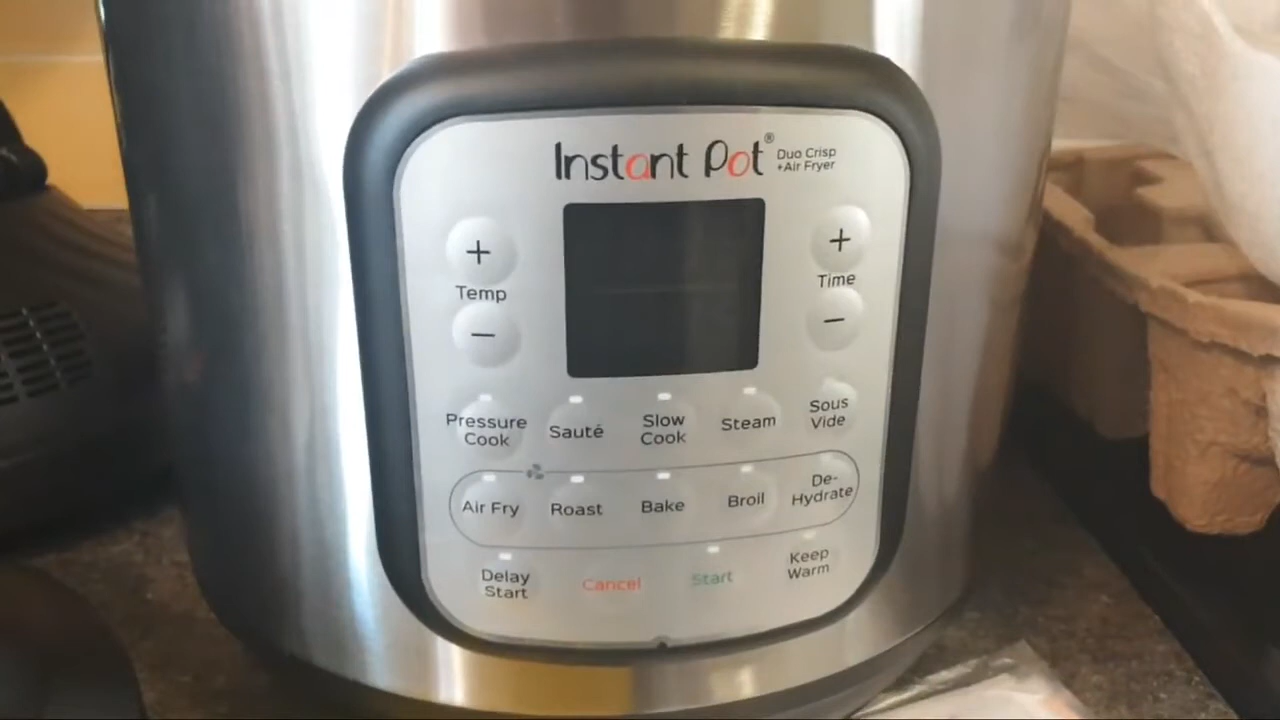 Instant Pot® Duo Crisp
+Air Fryer
+ +
Temp Time
− −
Pressure
Cook
Sauté
Slow
Cook
Steam
Sous
Vide
Air Fry
Roast
Bake
Broil
De-
Hydrate
Delay
Start
Cancel
Start
Keep
Warm